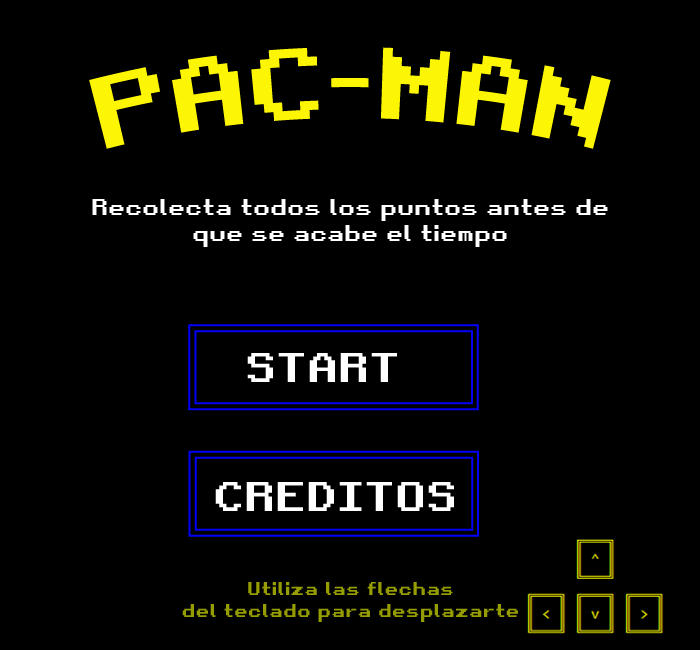 PAC-MAN
Recolecta todos los puntos antes de
que se acabe el tiempo
START
CREDITOS
^
Utiliza las flechas
del teclado para desplazarte
< v >